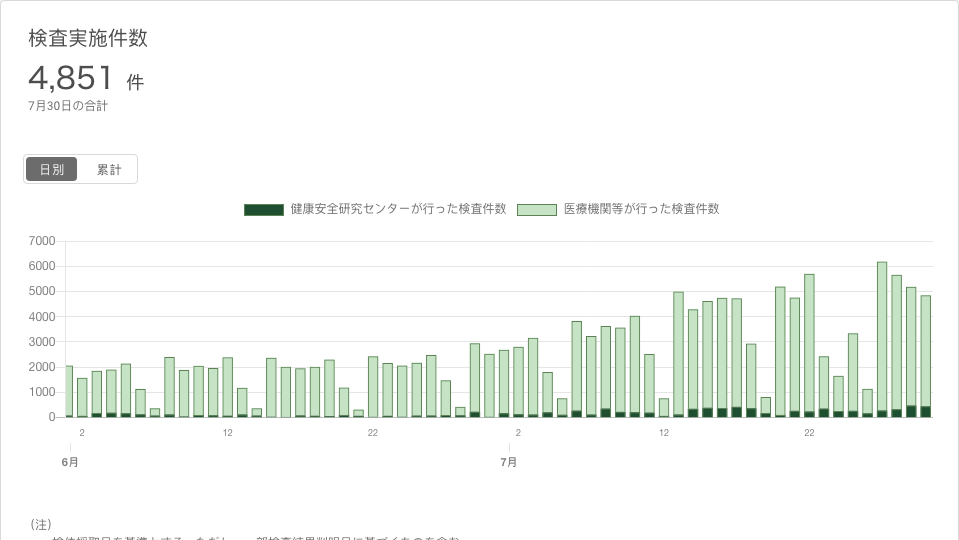 検査実施件数
4,851 件
7月30日の合計
日別 累計
健康安全研究センターが行った検査件数 医療機関等が行った検査件数
7000
6000
5000
4000
3000
2000
1000
0
2 12 22 2 12 22
6月 7月
(注)